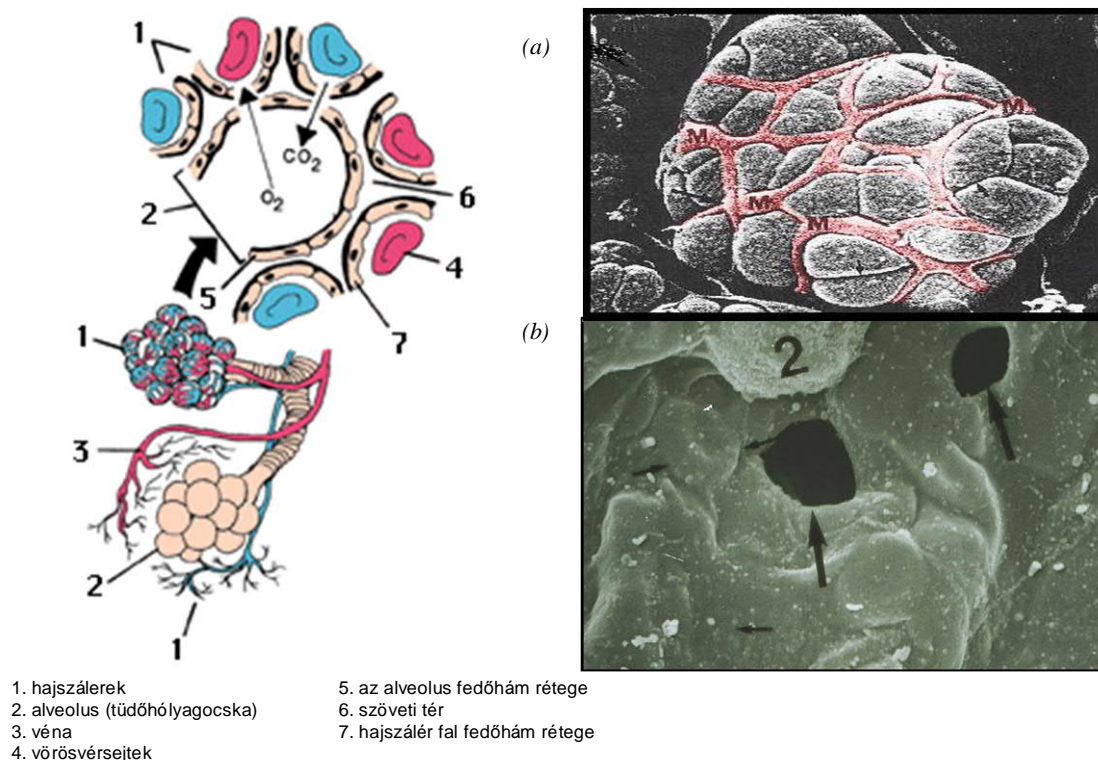 1
(a)
CO2
O2
6
2
4
5
7
1
3
2
1
M
M
M
M
(b)
2
1. hajszálerek
2. alveolus (tüdőhólyagocska)
3. véna
4. vörösvérsejtek
5. az alveolus fedőhám rétege
6. szöveti tér
7. hajszálér fal fedőhám rétege